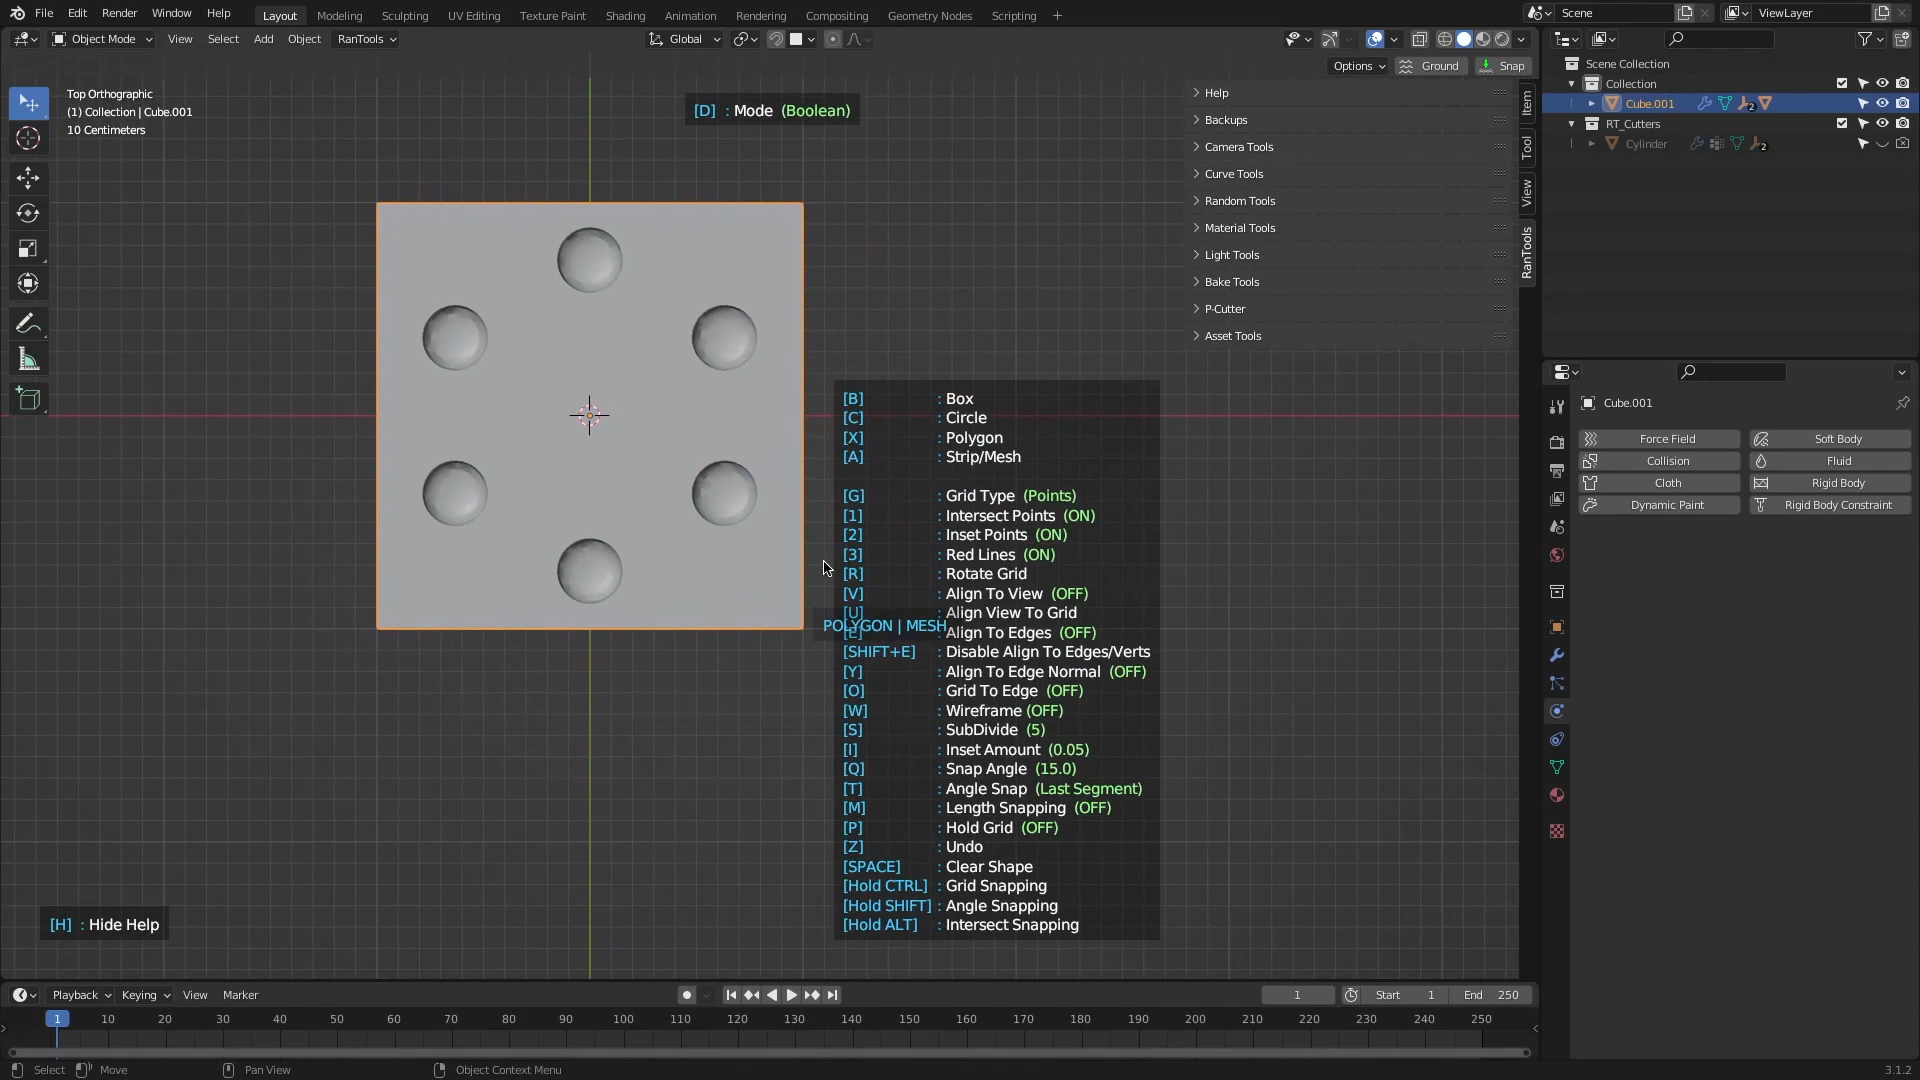 File Edit Render Window Help Layout Modeling Sculpting UV Editing Texture Paint Shading Animation Rendering Compositing Geometry Nodes Scripting + Scene ViewLayer
Object Mode View Select Add Object RanTools Global
Options Ground Snap
Scene Collection
Collection
Cube.001
2
RT_Cutters
Cylinder
2
Top Orthographic
(1) Collection | Cube.001
10 Centimeters
[D] : Mode (Boolean)
Help
Backups
Camera Tools
Curve Tools
Random Tools
Material Tools
Light Tools
Bake Tools
P-Cutter
Asset Tools
Item
Tool
View
RanTools
[B] : Box
[C] : Circle
[X] : Polygon
[A] : Strip/Mesh
[G] : Grid Type (Points)
[1] : Intersect Points (ON)
[2] : Inset Points (ON)
[3] : Red Lines (ON)
[R] : Rotate Grid
[V] : Align To View (OFF)
[U] : Align View To Grid
POLYGON | MESH
[E] : Align To Edges (OFF)
[SHIFT+E] : Disable Align To Edges/Verts
[Y] : Align To Edge Normal (OFF)
[O] : Grid To Edge (OFF)
[W] : Wireframe (OFF)
[S] : SubDivide (5)
[I] : Inset Amount (0.05)
[Q] : Snap Angle (15.0)
[T] : Angle Snap (Last Segment)
[M] : Length Snapping (OFF)
[P] : Hold Grid (OFF)
[Z] : Undo
[SPACE] : Clear Shape
[Hold CTRL] : Grid Snapping
[Hold SHIFT] : Angle Snapping
[Hold ALT] : Intersect Snapping
[H] : Hide Help
Cube.001
Force Field Soft Body
Collision Fluid
Cloth Rigid Body
Dynamic Paint Rigid Body Constraint
Playback Keying View Marker 1 Start 1 End 250
1 10 20 30 40 50 60 70 80 90 100 110 120 130 140 150 160 170 180 190 200 210 220 230 240 250
Select Move Pan View Object Context Menu 3.1.2